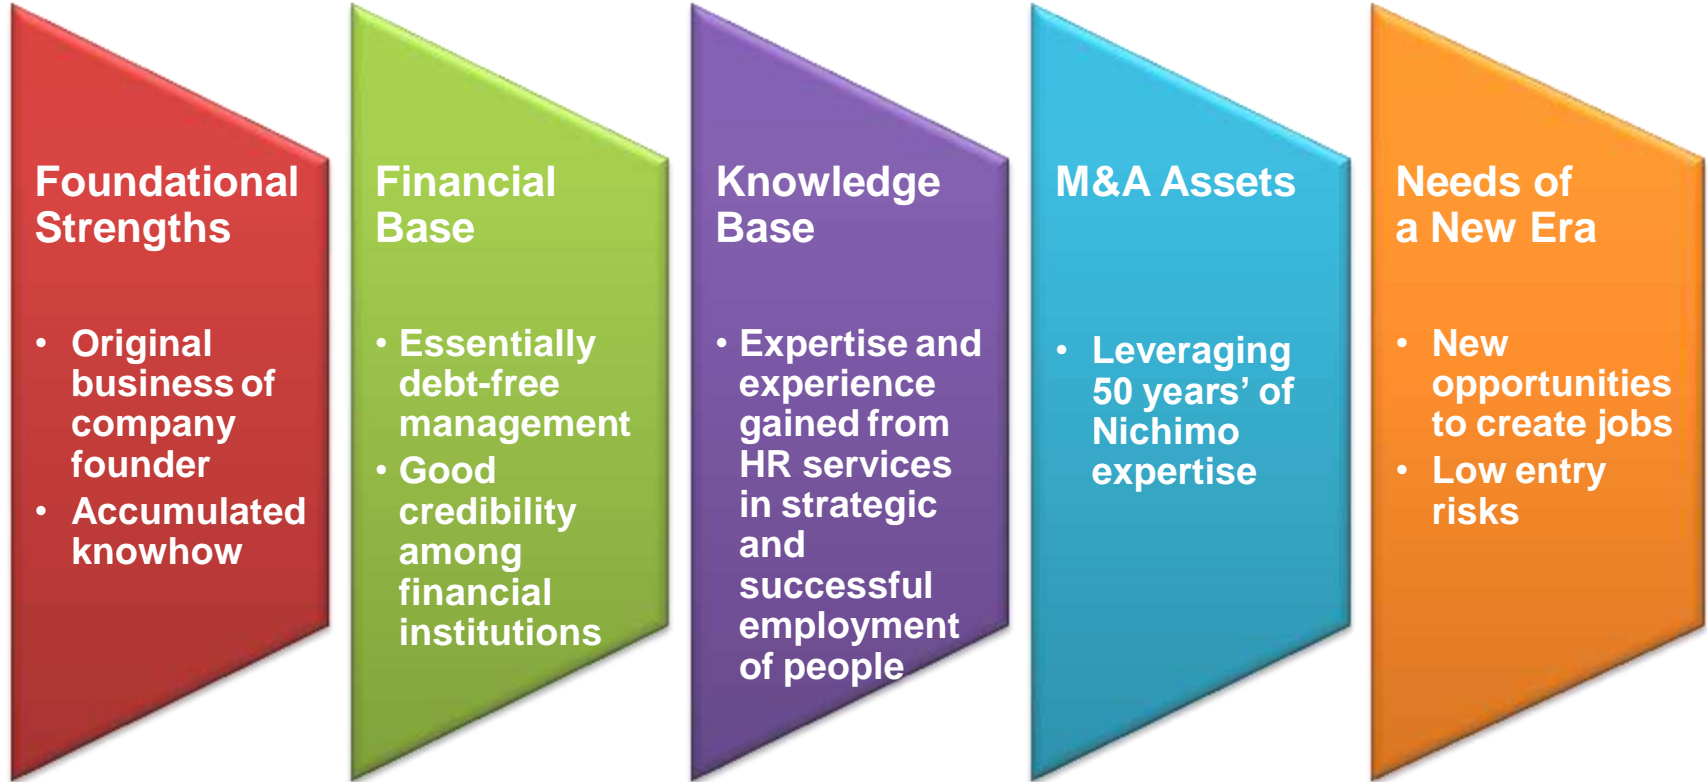 Foundational
Strengths
• Original
business of
company
founder
• Accumulated
knowhow
Financial
Base
• Essentially
debt-free
management
• Good
credibility
among
financial
institutions
Knowledge
Base
• Expertise and
experience
gained from
HR services
in strategic
and
successful
employment
of people
M&A Assets
• Leveraging
50 years’ of
Nichimo
expertise
Needs of
a New Era
• New
opportunities
to create jobs
• Low entry
risks